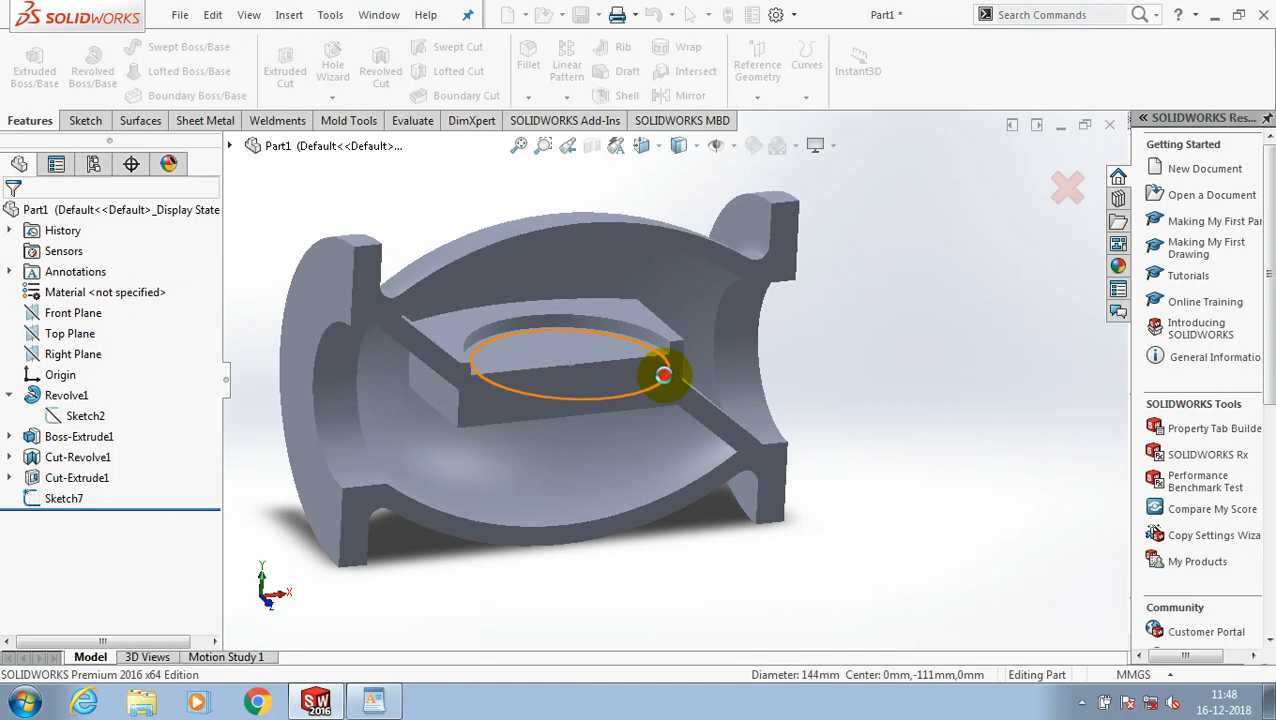 SOLIDWORKS File Edit View Insert Tools Window Help Part1 * Search Commands ?
Extruded Boss/Base
Revolved Boss/Base
Swept Boss/Base
Lofted Boss/Base
Boundary Boss/Base
Extruded Cut
Hole Wizard
Revolved Cut
Swept Cut
Lofted Cut
Boundary Cut
Fillet
Linear Pattern
Rib
Draft
Shell
Wrap
Intersect
Mirror
Reference Geometry
Curves
Instant3D
Features Sketch Surfaces Sheet Metal Weldments Mold Tools Evaluate DimXpert SOLIDWORKS Add-Ins SOLIDWORKS MBD
Part1 (Default<<Default>...
Part1 (Default<<Default>_Display State
History
Sensors
Annotations
Material <not specified>
Front Plane
Top Plane
Right Plane
Origin
Revolve1
Sketch2
Boss-Extrude1
Cut-Revolve1
Cut-Extrude1
Sketch7
Y
X
Z
SOLIDWORKS Res...
Getting Started
New Document
Open a Document
Making My First Par
Making My First
Drawing
Tutorials
Online Training
Introducing
SOLIDWORKS
General Informatio
SOLIDWORKS Tools
Property Tab Builde
SOLIDWORKS Rx
Performance
Benchmark Test
Compare My Score
Copy Settings Wiza
My Products
Community
Customer Portal
Model 3D Views Motion Study 1
SOLIDWORKS Premium 2016 x64 Edition Diameter: 144mm Center: 0mm,-111mm,0mm Editing Part MMGS
SW
2016
11:48
16-12-2018